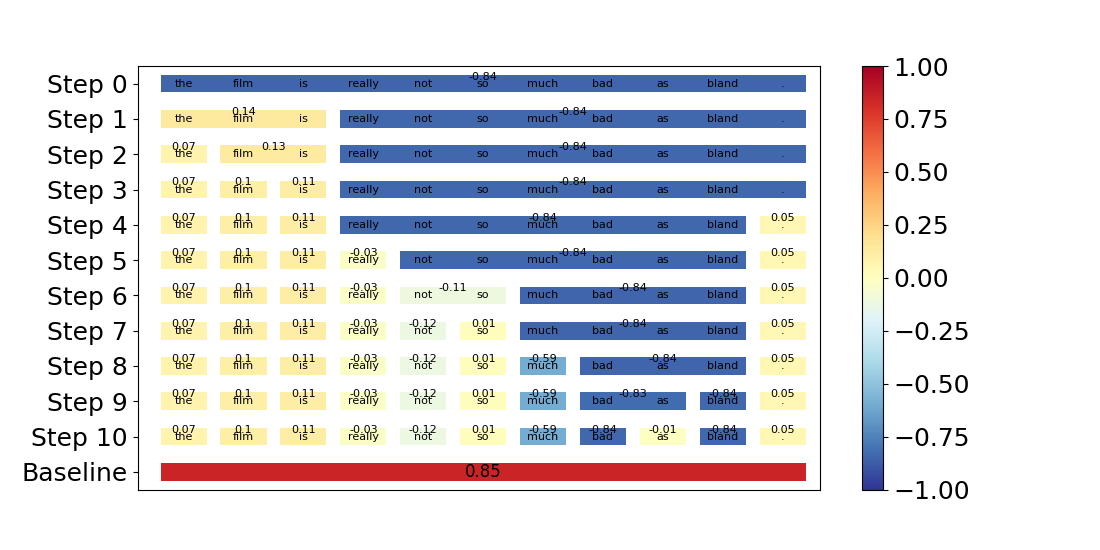 1.00
Step 0 the film is really not so -0.84 much bad as bland .
Step 1 the film 0.14 is really not so much -0.84 bad as bland .
0.75
Step 2 the 0.07 film 0.13 is really not so much -0.84 bad as bland .
Step 3 the 0.07 film 0.1 is 0.11 really not so much -0.84 bad as bland .
0.50
Step 4 the 0.07 film 0.1 is 0.11 really not so much -0.84 bad as bland . 0.05
0.25
Step 5 the 0.07 film 0.1 is 0.11 really -0.03 not so much -0.84 bad as bland . 0.05
0.00
Step 6 the 0.07 film 0.1 is 0.11 really -0.03 not -0.11 so much bad -0.84 as bland . 0.05
Step 7 the 0.07 film 0.1 is 0.11 really -0.03 not -0.12 so 0.01 much bad -0.84 as bland . 0.05
−0.25
Step 8 the 0.07 film 0.1 is 0.11 really -0.03 not -0.12 so 0.01 much -0.59 bad as -0.84 bland . 0.05
−0.50
Step 9 the 0.07 film 0.1 is 0.11 really -0.03 not -0.12 so 0.01 much -0.59 bad -0.83 as bland -0.84 . 0.05
−0.75
Step 10 the 0.07 film 0.1 is 0.11 really -0.03 not -0.12 so 0.01 much -0.59 bad -0.84 as -0.01 bland -0.84 . 0.05
Baseline 0.85
−1.00